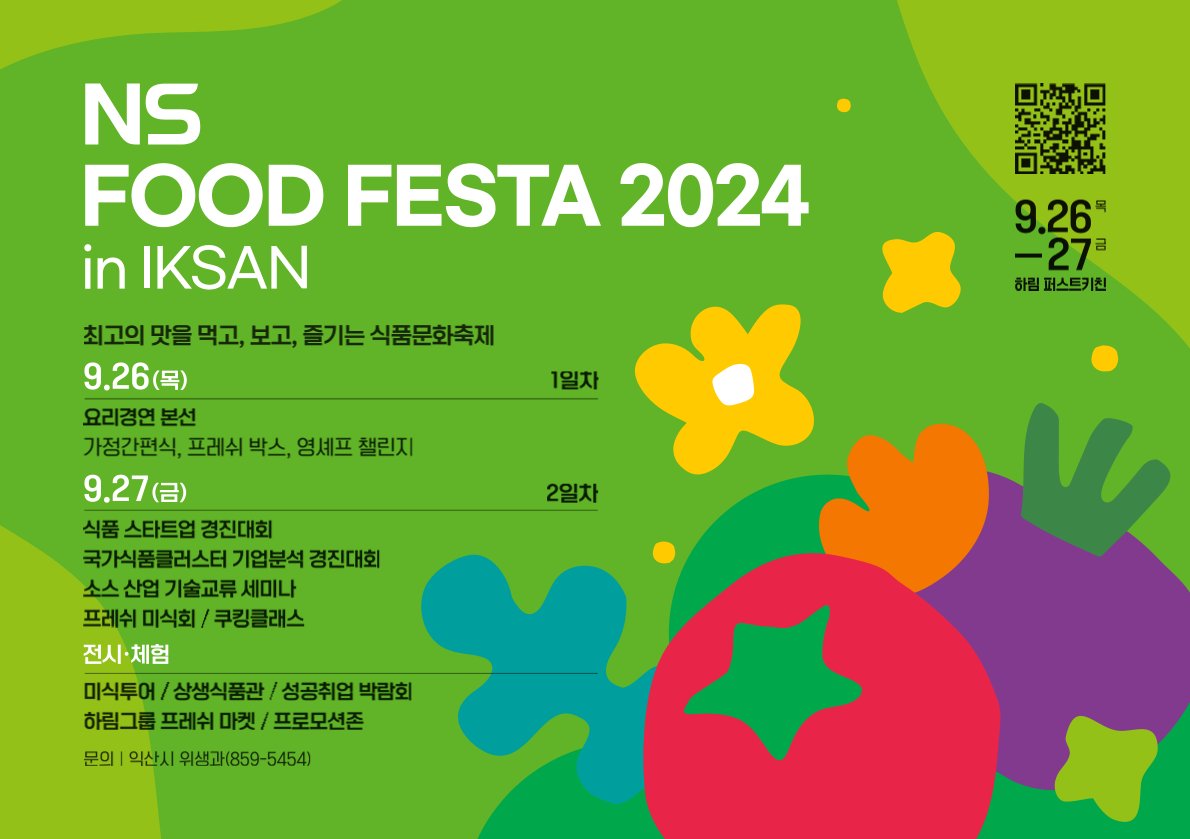 NS
FOOD FESTA 2024
in IKSAN
최고의 맛을 먹고, 보고, 즐기는 식품문화축제
9.26(목) 1일차
요리경연 본선
가정간편식, 프레쉬 박스, 영셰프 챌린지
9.27(금) 2일차
식품 스타트업 경진대회
국가식품클러스터 기업분석 경진대회
소스 산업 기술교류 세미나
프레쉬 미식회 / 쿠킹클래스
전시·체험
미식투어 / 상생식품관 / 성공취업 박람회
하림그룹 프레쉬 마켓 / 프로모션존
문의 | 익산시 위생과(859-5454)
9.26 목
–27 금
하림 퍼스트키친